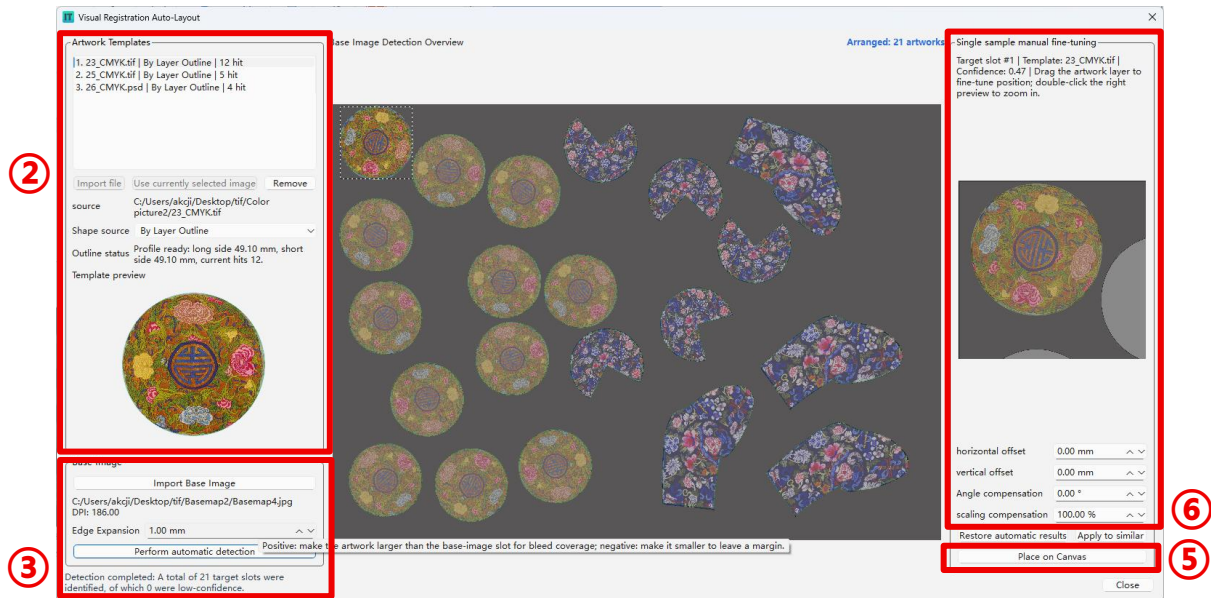 IT Visual Registration Auto-Layout
Artwork Templates
1. 23_CMYK.tif | By Layer Outline | 12 hit
2. 25_CMYK.tif | By Layer Outline | 5 hit
3. 26_CMYK.psd | By Layer Outline | 4 hit
②
Import file Use currently selected image Remove
source C:/Users/akcji/Desktop/tif/Color
picture2/23_CMYK.tif
Shape source By Layer Outline
Outline status Profile ready: long side 49.10 mm, short
side 49.10 mm, current hits 12.
Template preview
Base Image
Import Base Image
C:/Users/akcji/Desktop/tif/Basemap2/Basemap4.jpg
DPI: 186.00
Edge Expansion 1.00 mm
Perform automatic detection
③
Detection completed: A total of 21 target slots were
identified, of which 0 were low-confidence.
Base Image Detection Overview
Arranged: 21 artworks
Positive: make the artwork larger than the base-image slot for bleed coverage; negative: make it smaller to leave a margin.
Single sample manual fine-tuning
Target slot #1 | Template: 23_CMYK.tif |
Confidence: 0.47 | Drag the artwork layer to
fine-tune position; double-click the right
preview to zoom in.
horizontal offset 0.00 mm
vertical offset 0.00 mm
Angle compensation 0.00 °
scaling compensation 100.00 %
⑥
Restore automatic results Apply to similar
Place on Canvas
⑤
Close